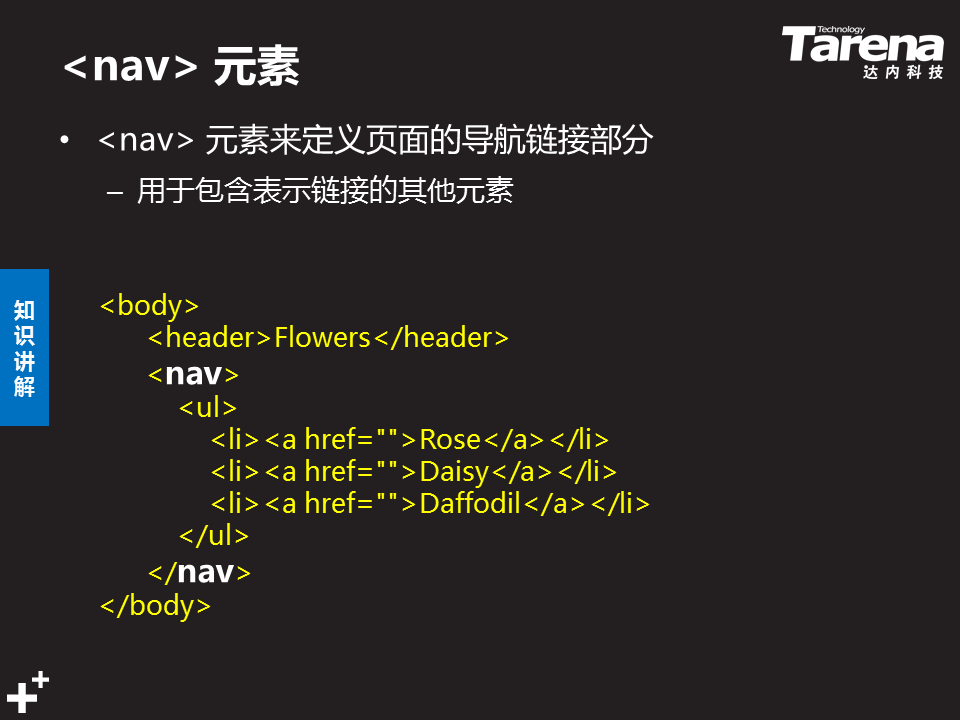 <nav> 元素
Technology
Tarena
达内科技
• <nav> 元素来定义页面的导航链接部分
– 用于包含表示链接的其他元素
知识讲解
<body>
<header>Flowers</header>
<nav>
<ul>
<li><a href="">Rose</a></li>
<li><a href="">Daisy</a></li>
<li><a href="">Daffodil</a></li>
</ul>
</nav>
</body>